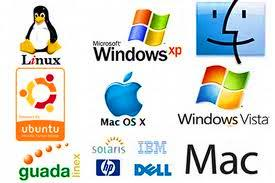 Linux
Microsoft
Windows xp
ubuntu
Mac OS X
Windows Vista
guada
linex
solaris
IBM
hp
DELL
Mac